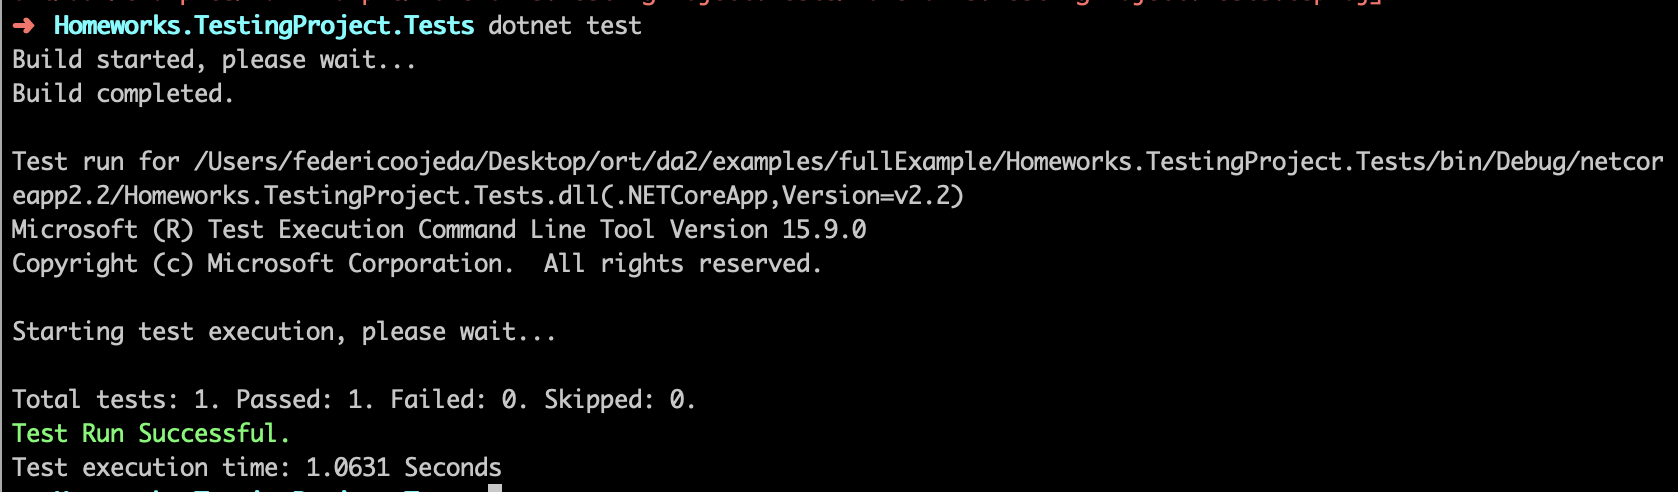 ➜ Homeworks.TestingProject.Tests dotnet test
Build started, please wait...
Build completed.
Test run for /Users/federicoojeda/Desktop/ort/da2/examples/fullExample/Homeworks.TestingProject.Tests/bin/Debug/netcor
eapp2.2/Homeworks.TestingProject.Tests.dll(.NETCoreApp,Version=v2.2)
Microsoft (R) Test Execution Command Line Tool Version 15.9.0
Copyright (c) Microsoft Corporation.  All rights reserved.
Starting test execution, please wait...
Total tests: 1. Passed: 1. Failed: 0. Skipped: 0.
Test Run Successful.
Test execution time: 1.0631 Seconds